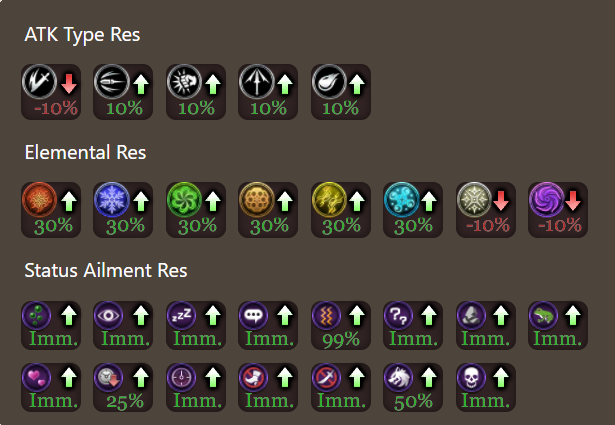 ATK Type Res
-10% 10% 10% 10% 10%
Elemental Res
30% 30% 30% 30% 30% 30% -10% -10%
Status Ailment Res
zzZ ??
Imm. Imm. Imm. Imm. 99% Imm. Imm. Imm.
Imm. 25% Imm. Imm. Imm. 50% Imm.